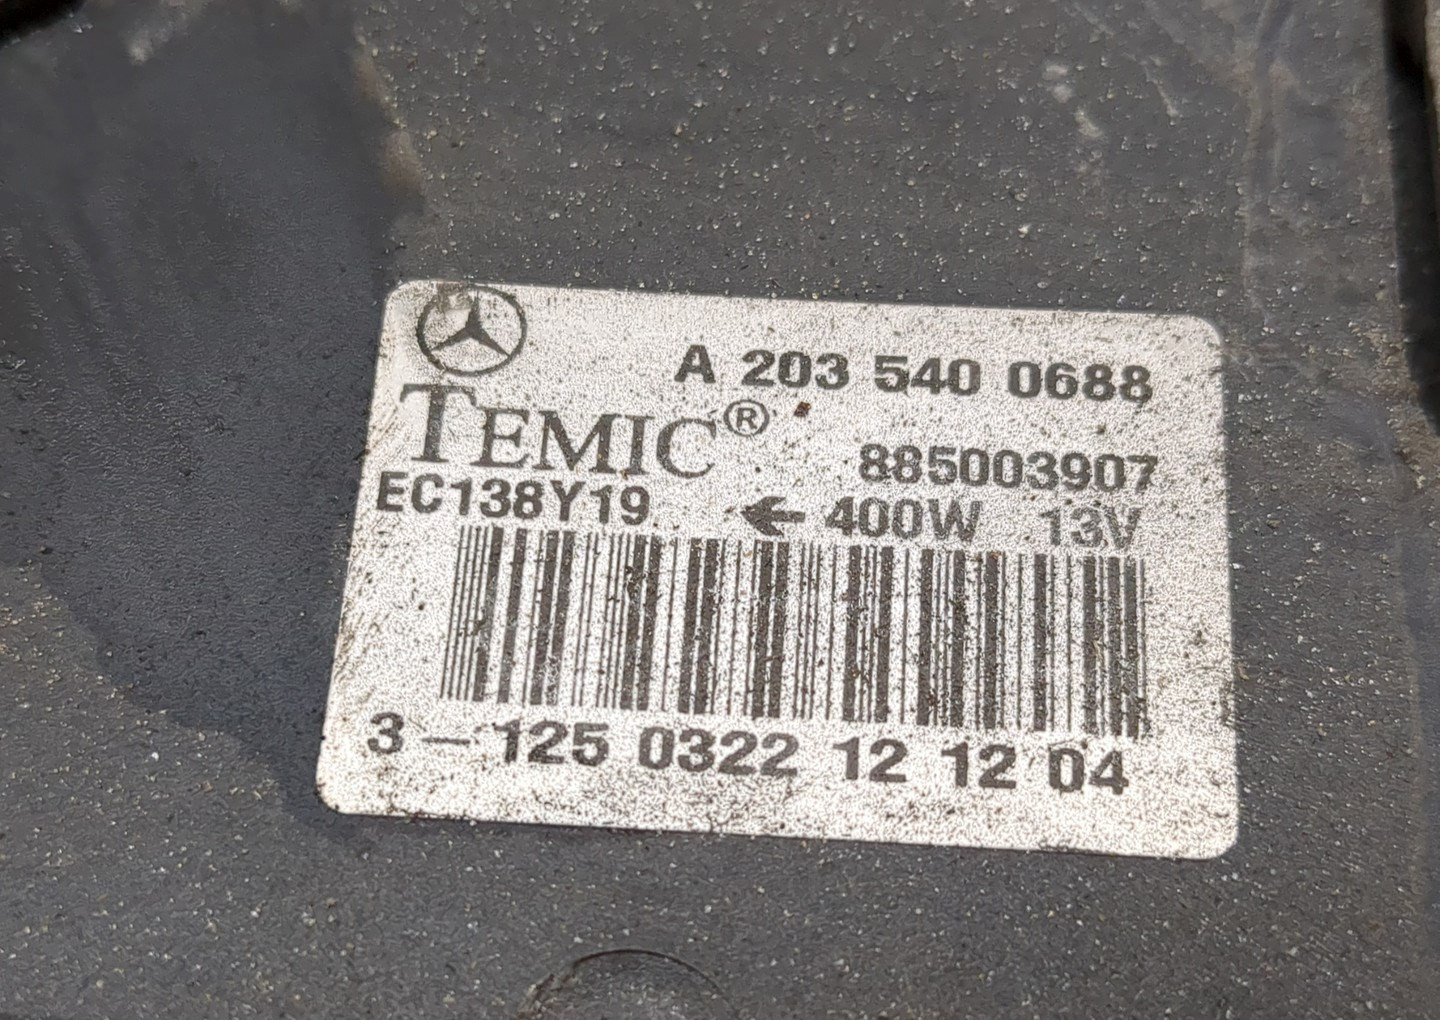 A 203 540 0688
TEMIC®
885003907
EC138Y19 ← 400W 13V
3 - 125 0322 12 12 04